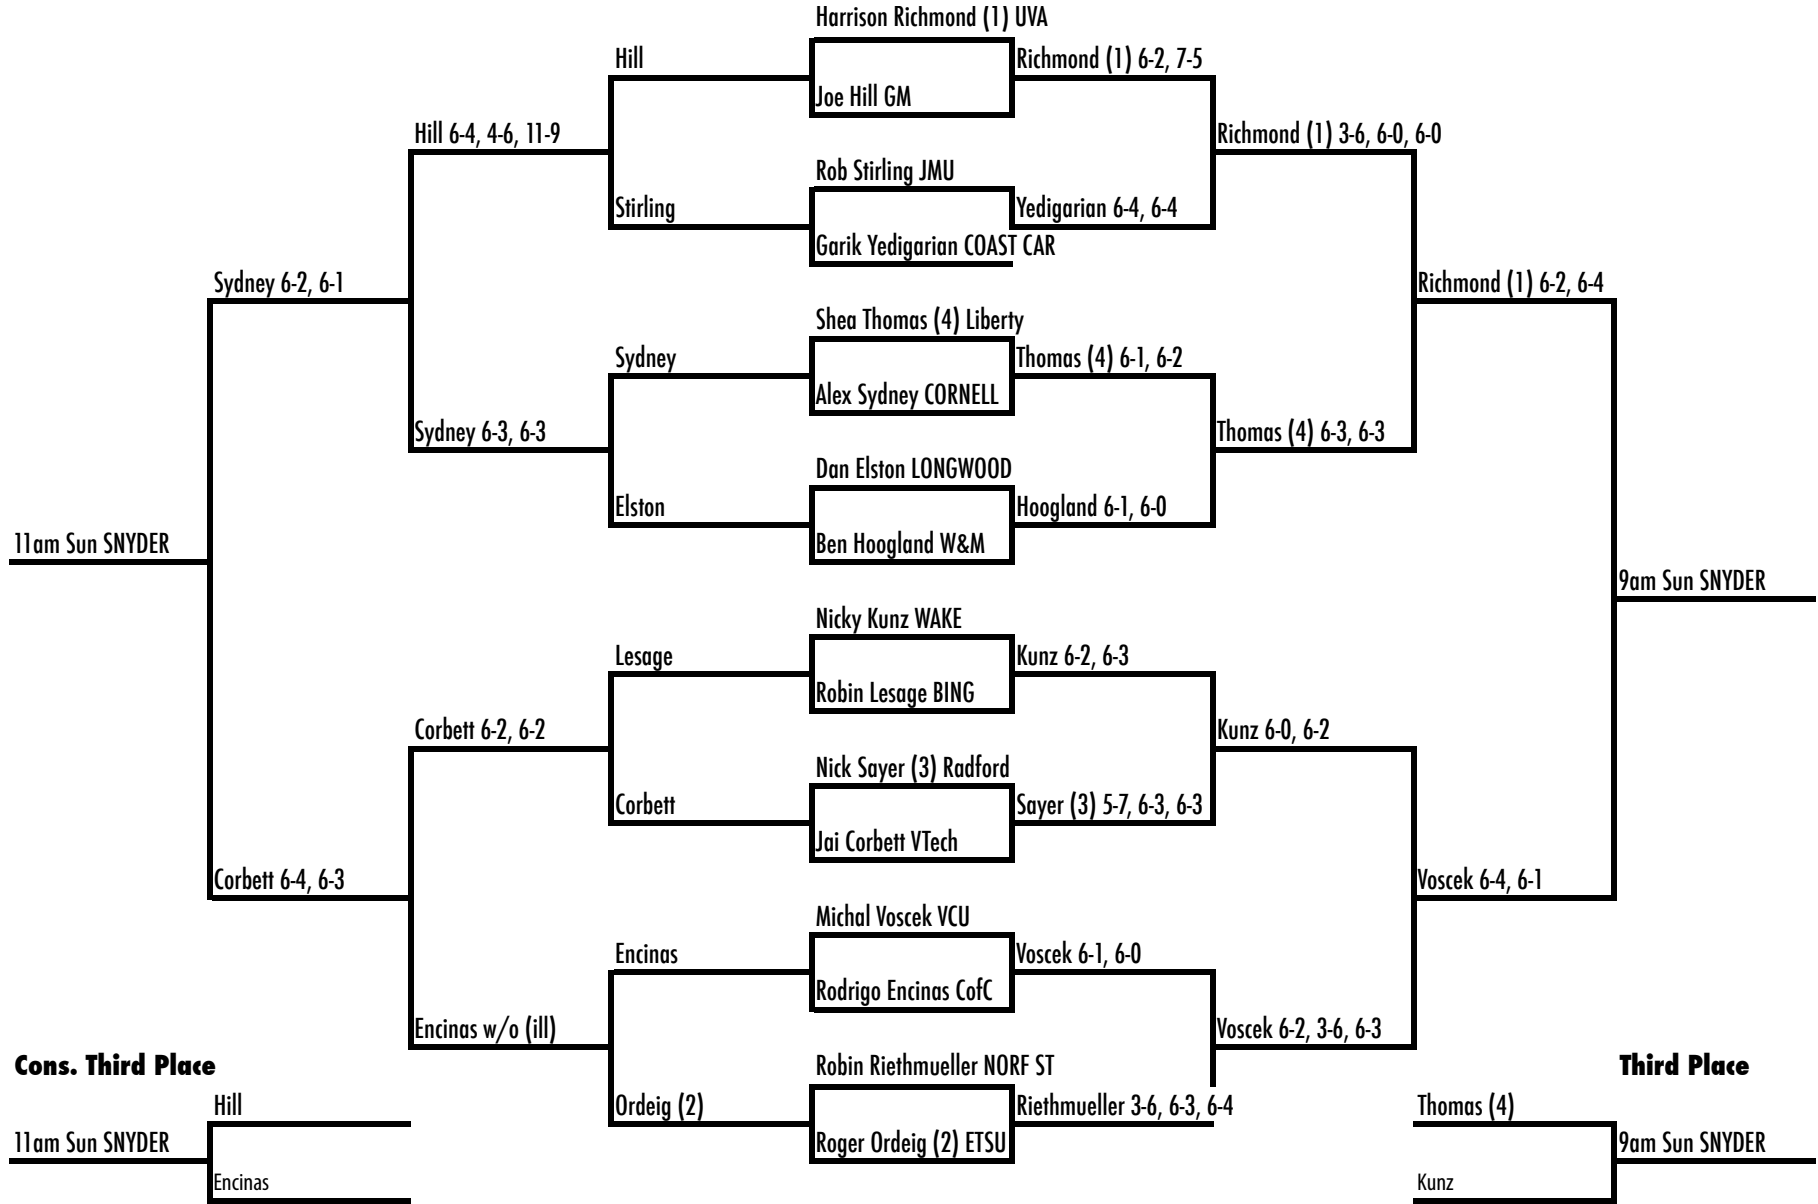 Harrison Richmond (1) UVA
Hill
Richmond (1) 6-2, 7-5
Joe Hill GM
Hill 6-4, 4-6, 11-9
Richmond (1) 3-6, 6-0, 6-0
Rob Stirling JMU
Stirling
Yedigarian 6-4, 6-4
Garik Yedigarian COAST CAR
Sydney 6-2, 6-1
Richmond (1) 6-2, 6-4
Shea Thomas (4) Liberty
Sydney
Thomas (4) 6-1, 6-2
Alex Sydney CORNELL
Sydney 6-3, 6-3
Thomas (4) 6-3, 6-3
Dan Elston LONGWOOD
Elston
Hoogland 6-1, 6-0
11am Sun SNYDER
Ben Hoogland W&M
9am Sun SNYDER
Nicky Kunz WAKE
Lesage
Kunz 6-2, 6-3
Robin Lesage BING
Corbett 6-2, 6-2
Kunz 6-0, 6-2
Nick Sayer (3) Radford
Corbett
Sayer (3) 5-7, 6-3, 6-3
Jai Corbett VTech
Corbett 6-4, 6-3
Voscek 6-4, 6-1
Michal Voscek VCU
Encinas
Voscek 6-1, 6-0
Rodrigo Encinas CofC
Encinas w/o (ill)
Voscek 6-2, 3-6, 6-3
Cons. Third Place
Robin Riethmueller NORF ST
Third Place
Hill
Ordeig (2)
Riethmueller 3-6, 6-3, 6-4
Thomas (4)
11am Sun SNYDER
Roger Ordeig (2) ETSU
9am Sun SNYDER
Encinas
Kunz